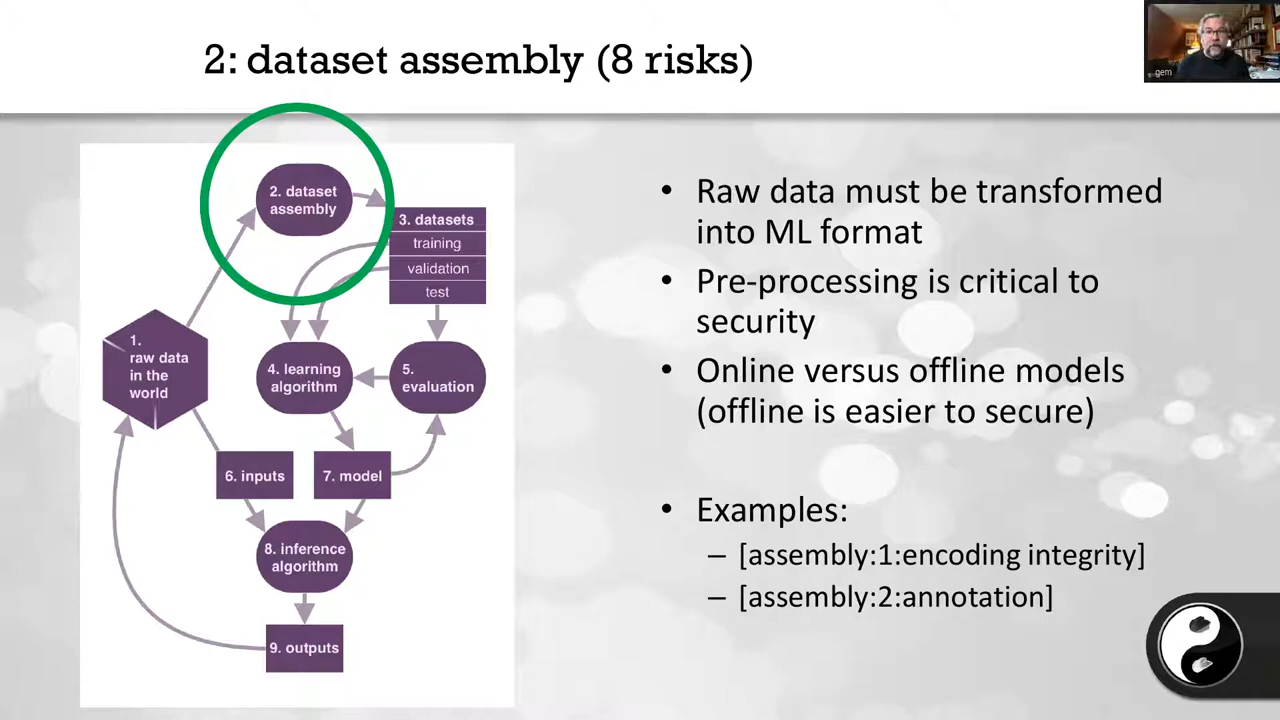 2: dataset assembly (8 risks)
gem
2. dataset
assembly
3. datasets
training
validation
test
1.
raw data
in the
world
4. learning
algorithm
5.
evaluation
6. inputs
7. model
8. inference
algorithm
9. outputs
• Raw data must be transformed
into ML format
• Pre-processing is critical to
security
• Online versus offline models
(offline is easier to secure)
• Examples:
– [assembly:1:encoding integrity]
– [assembly:2:annotation]